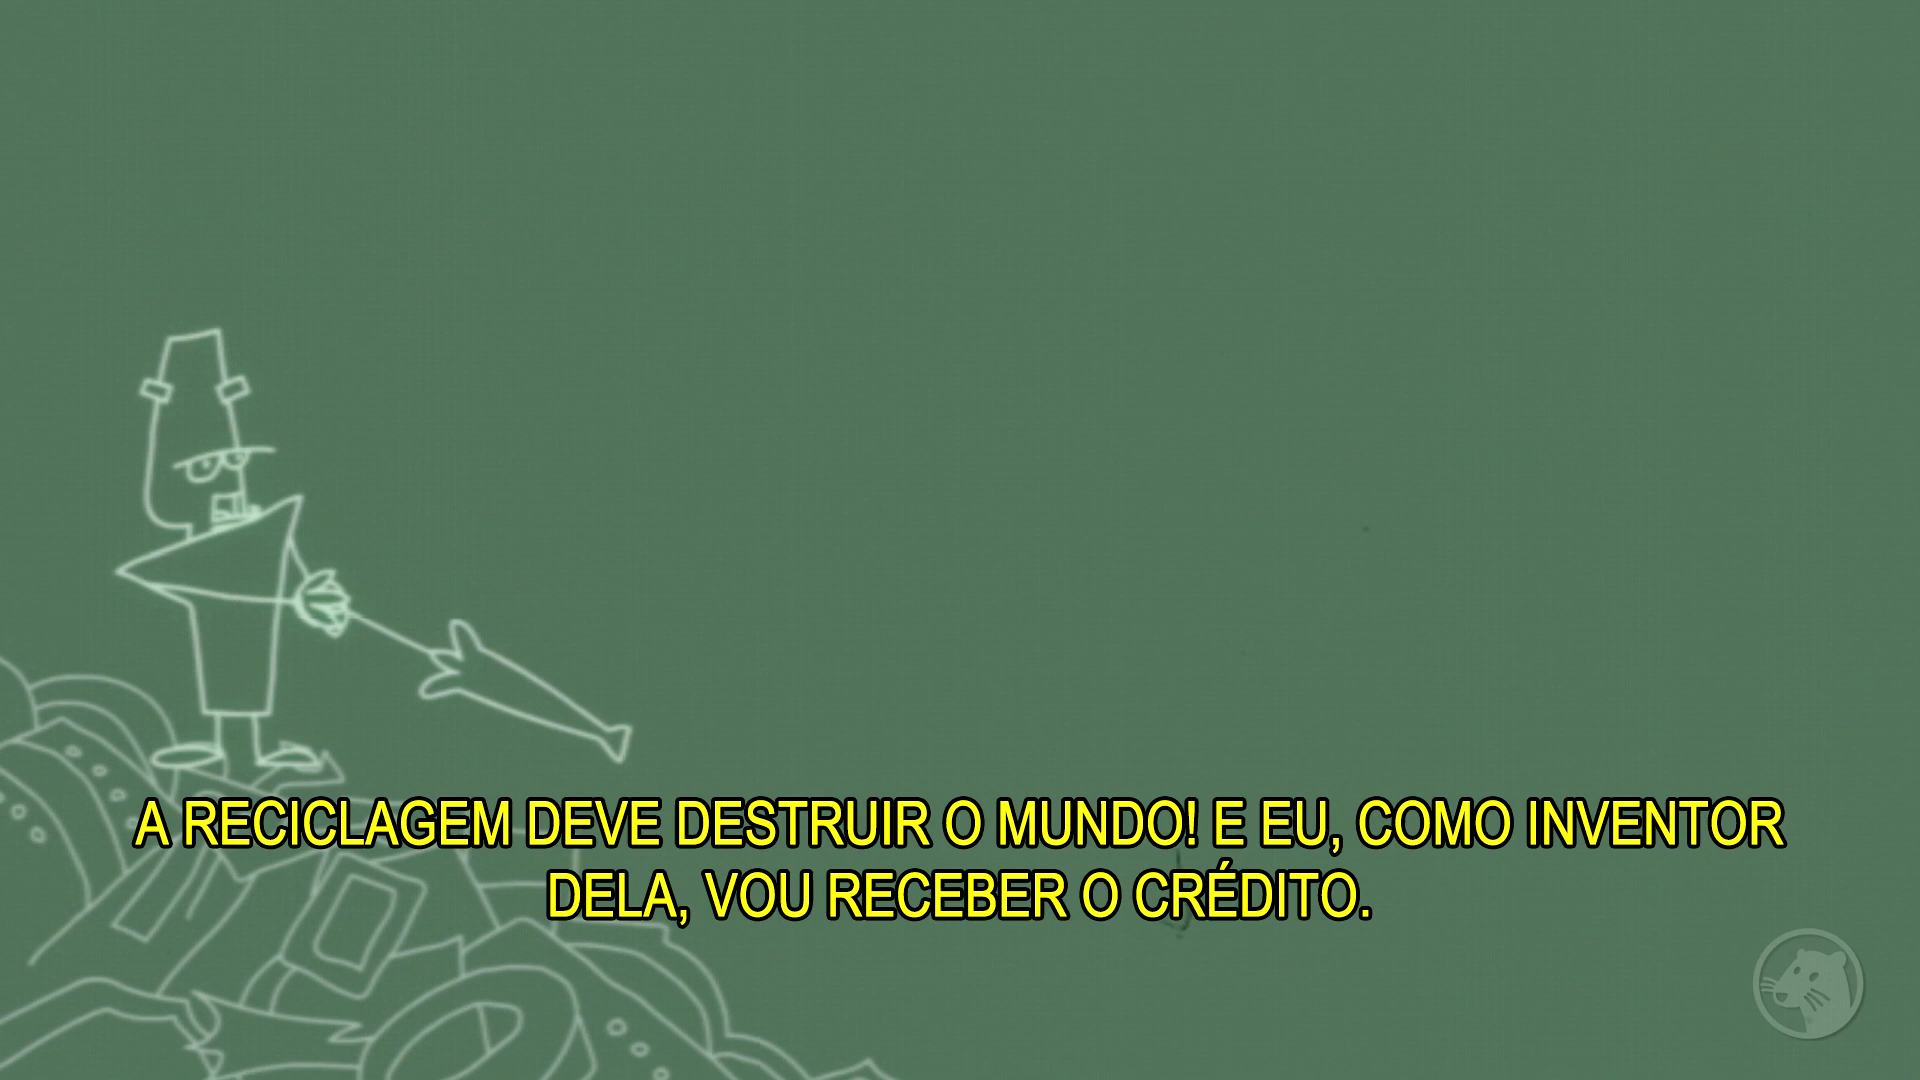 A RECICLAGEM DEVE DESTRUIR O MUNDO! E EU, COMO INVENTOR
DELA, VOU RECEBER O CRÉDITO.